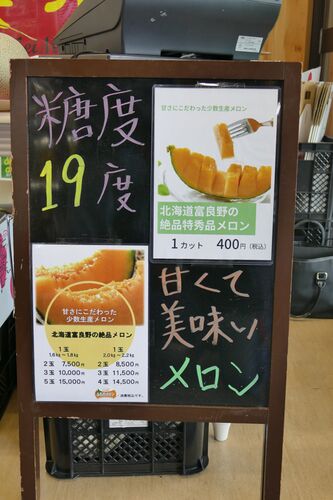 糖度
19度
甘さにこだわった少数生産メロン
北海道富良野の
絶品特秀品メロン
1カット 400円(税込)
甘くて
美味い
メロン
甘さにこだわった
少数生産メロン
北海道富良野の絶品メロン
1玉 1玉
1.6kg~1.8kg 2.0kg~2.2kg
2玉 7,500円 2玉 8,500円
3玉 10,000円 3玉 11,500円
5玉 15,000円 4玉 14,500円